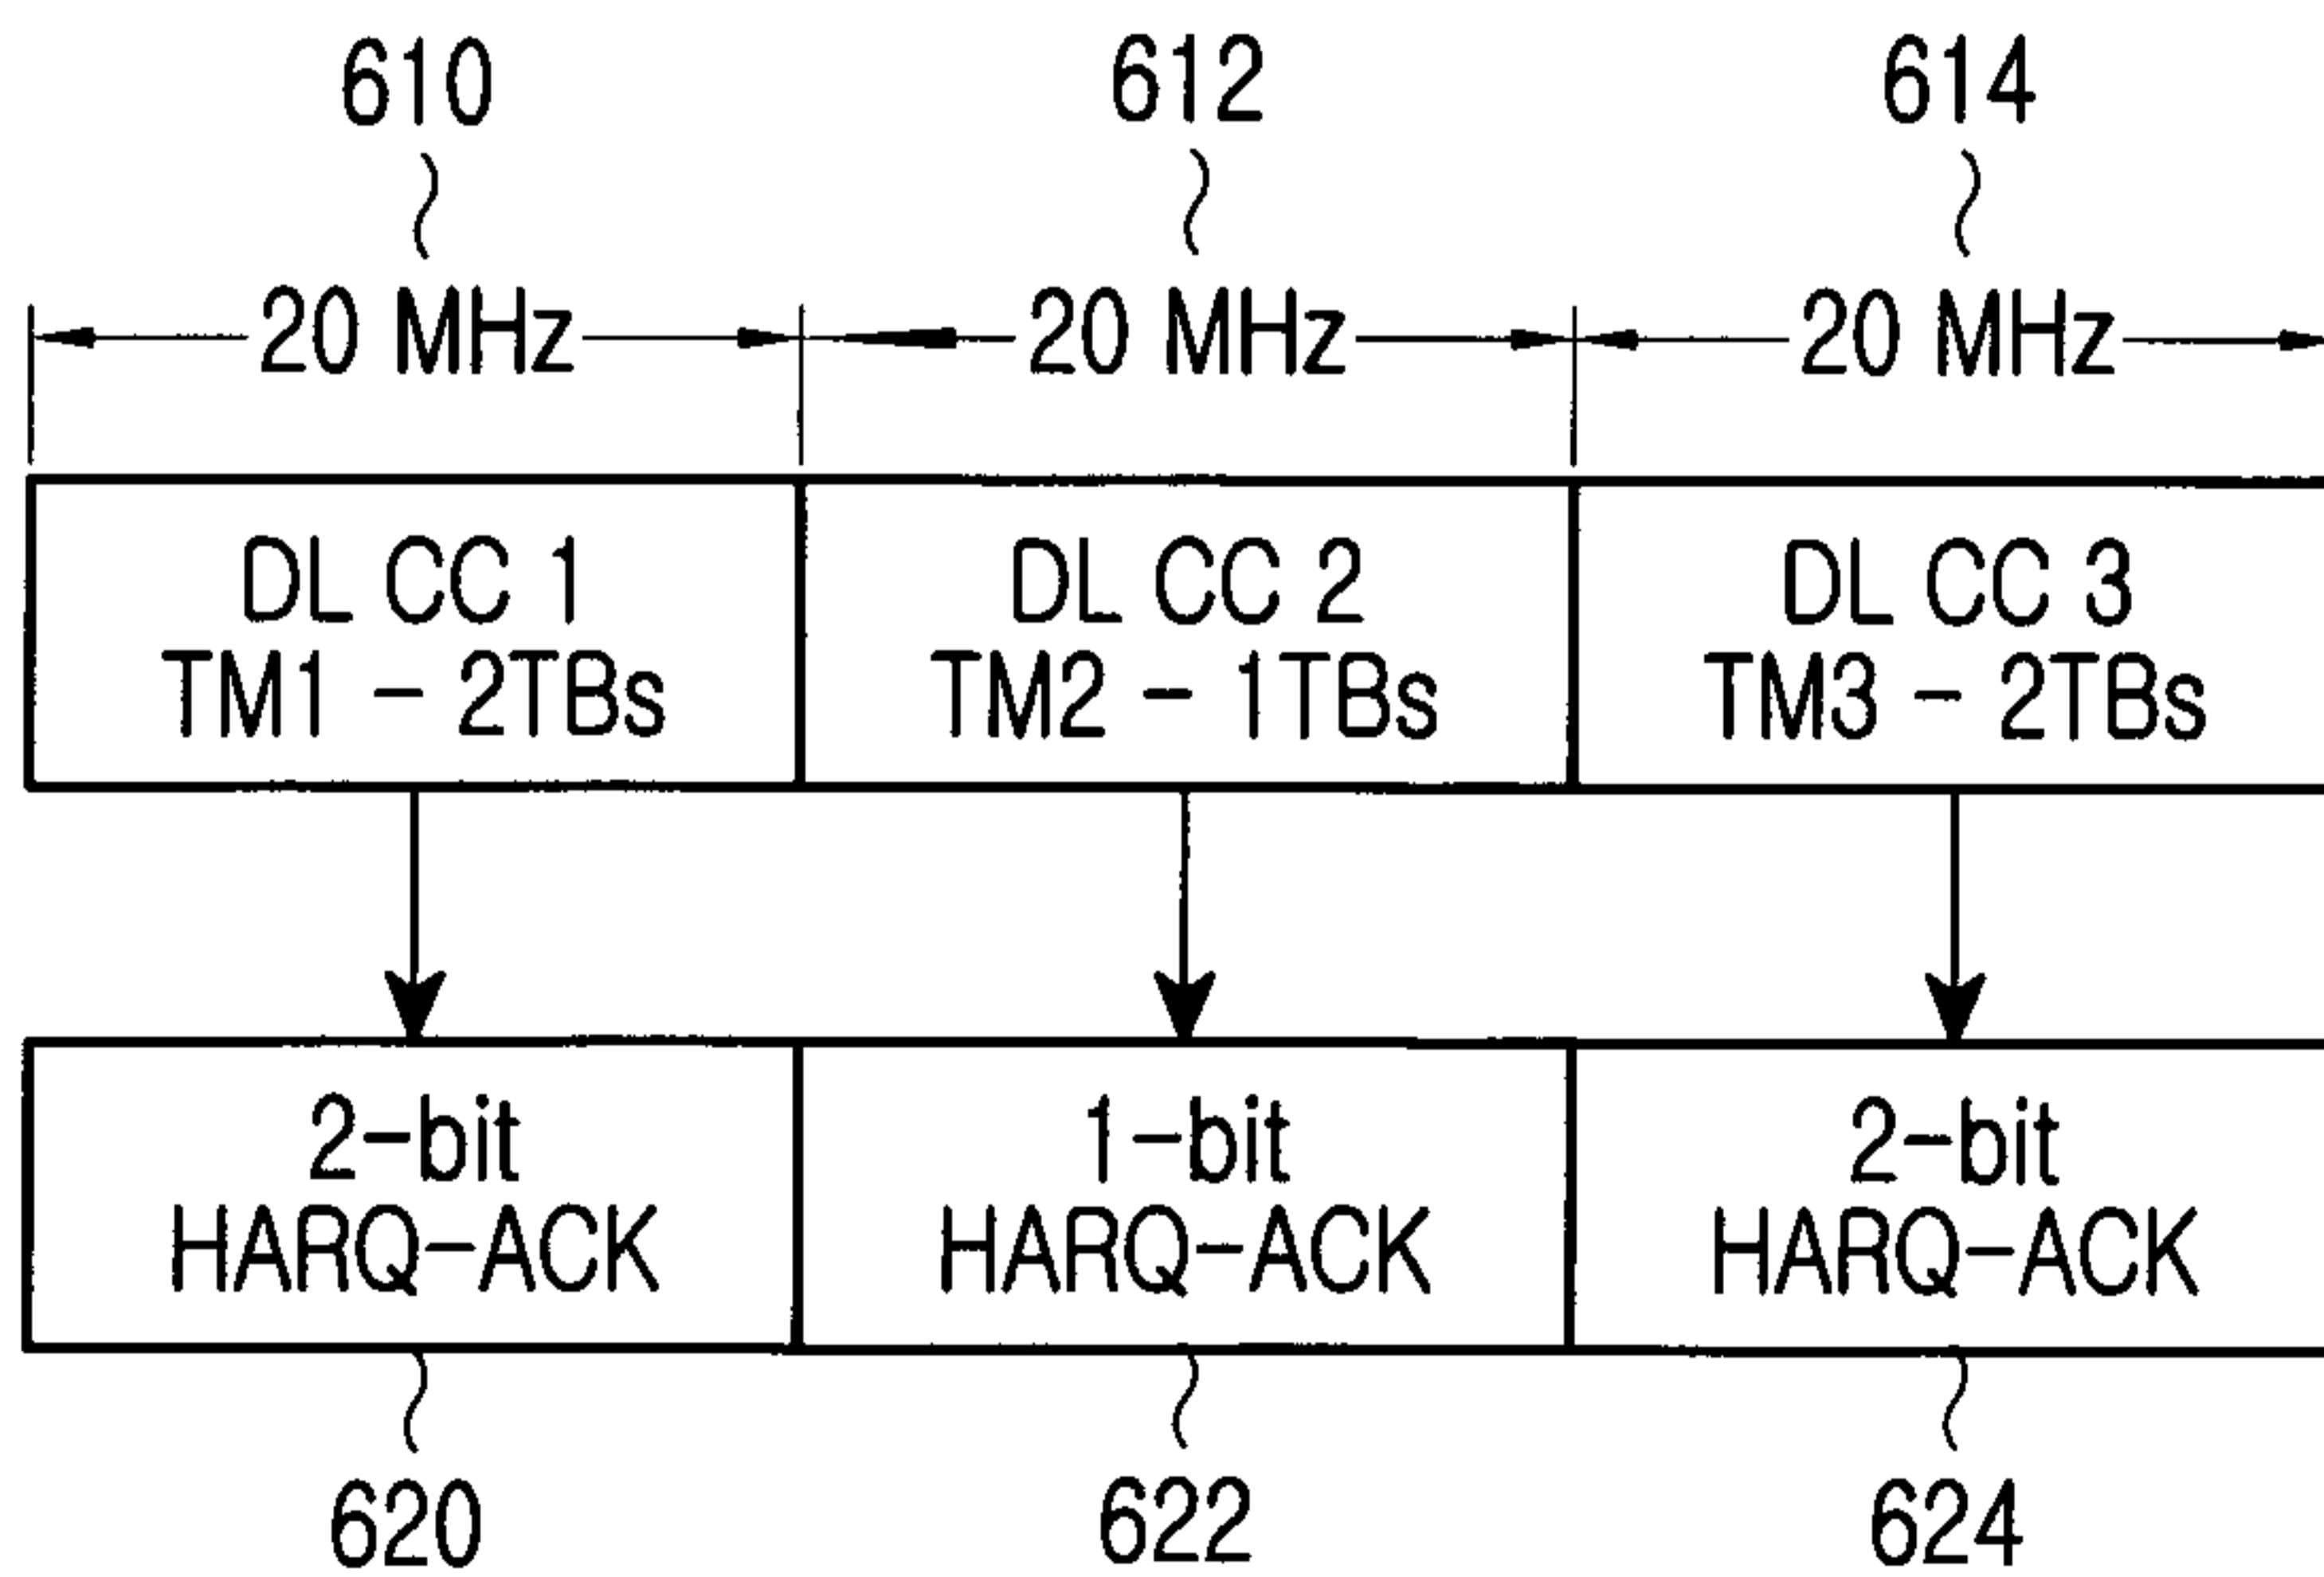 610 612 614
20 MHz 20 MHz 20 MHz
DL CC 1 DL CC 2 DL CC 3
TM1 - 2TBs TM2 - 1TBs TM3 - 2TBs
2-bit 1-bit 2-bit
HARQ-ACK HARQ-ACK HARQ-ACK
620 622 624